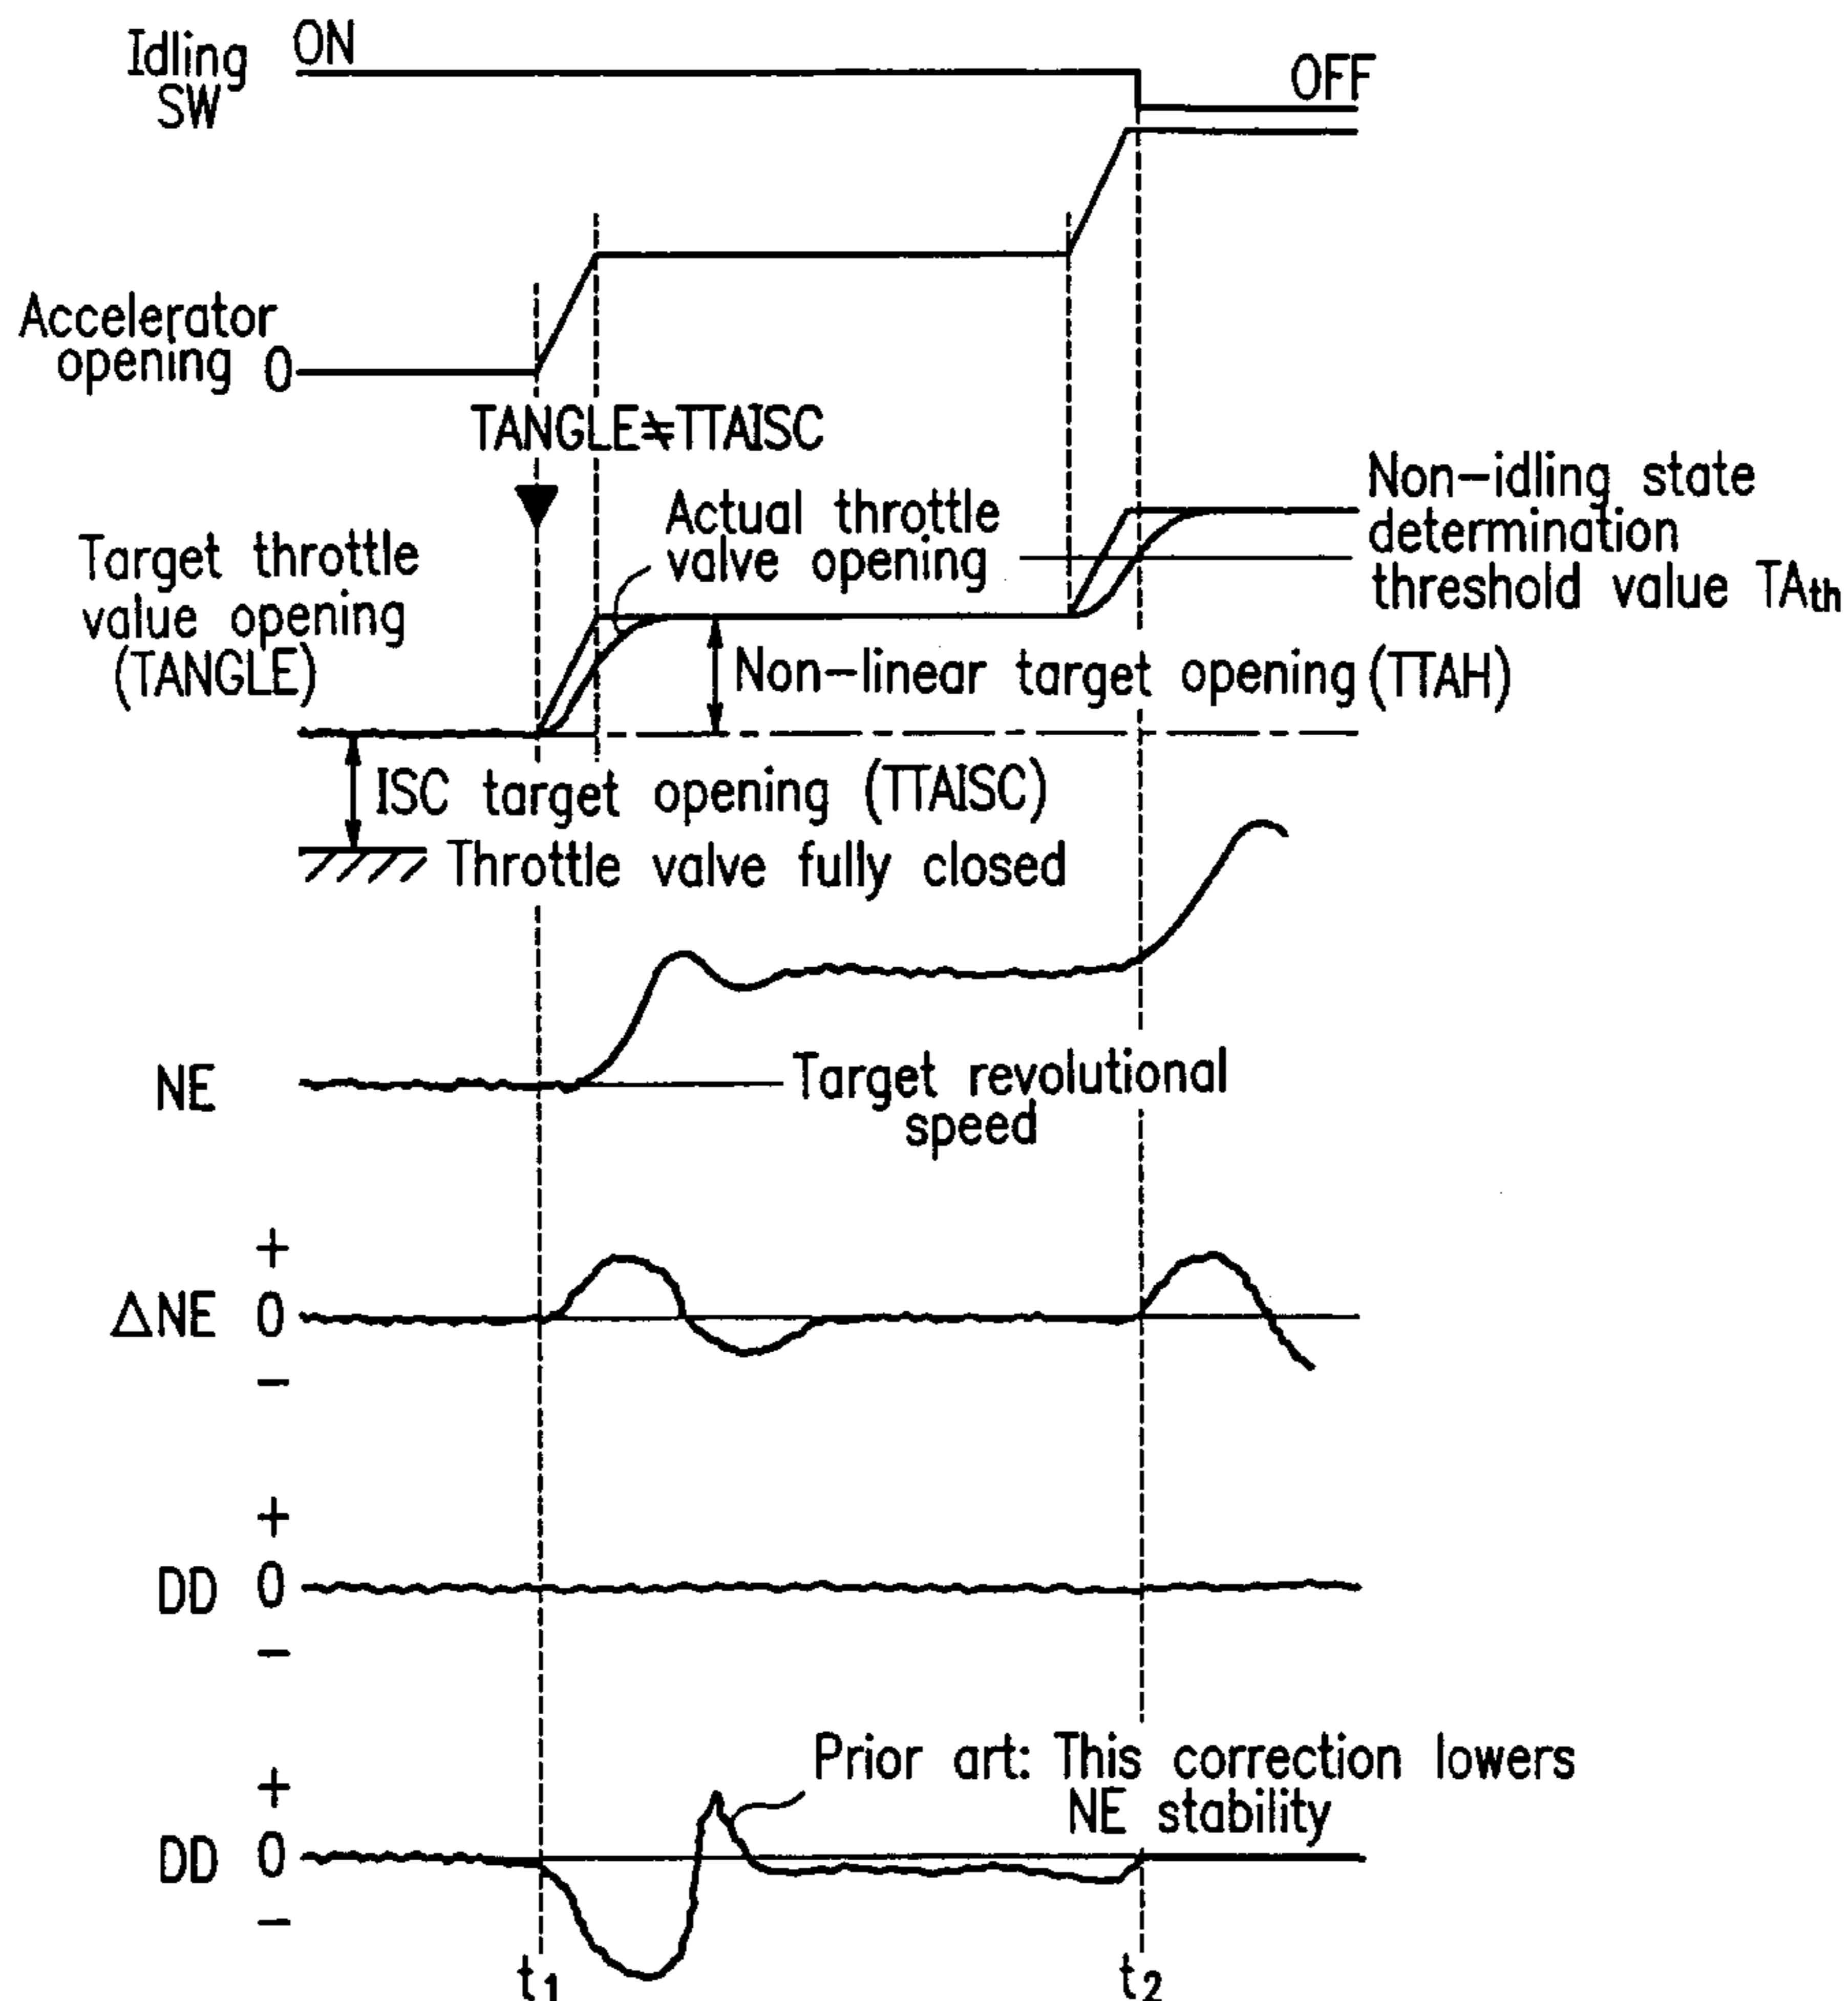 Idling
SW
ON
OFF
Accelerator
opening 0
TANGLE≠TTAISC
Target throttle
value opening
(TANGLE)
Actual throttle
valve opening
Non-idling state
determination
threshold value TAth
Non-linear target opening (TTAH)
ISC target opening (TTAISC)
Throttle valve fully closed
NE
Target revolutional
speed
+
ΔNE 0
−
+
DD 0
−
Prior art: This correction lowers
NE stability
+
DD 0
−
t1
t2